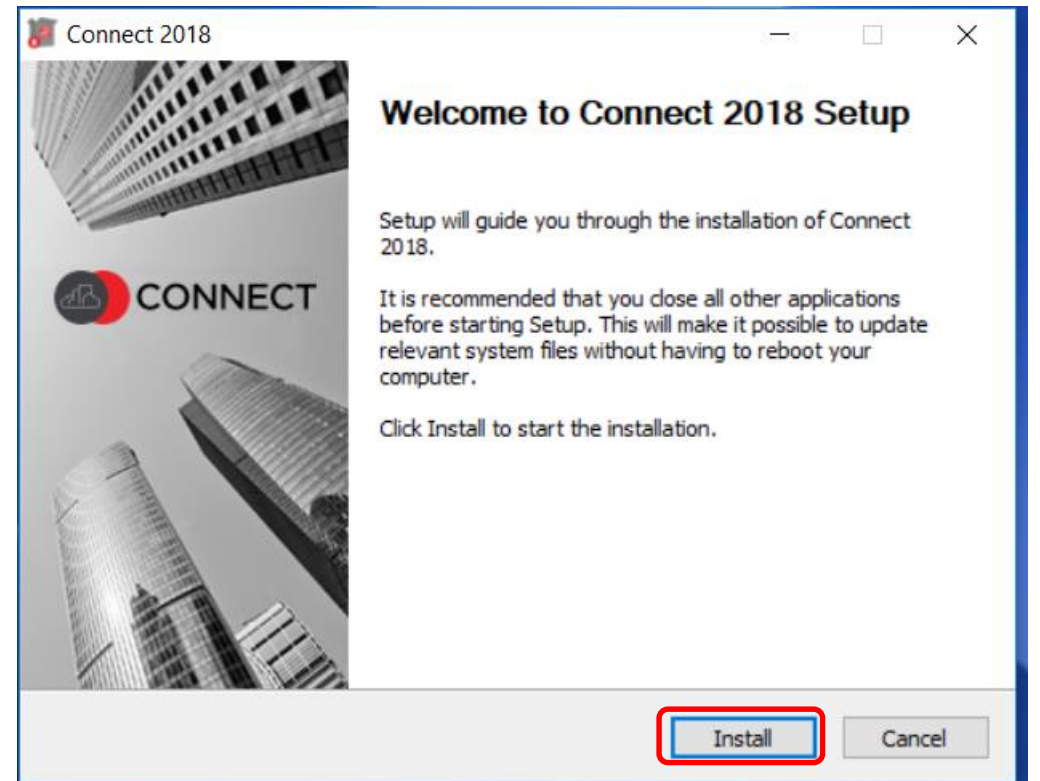 Connect 2018
Welcome to Connect 2018 Setup
Setup will guide you through the installation of Connect
2018.
CONNECT
It is recommended that you close all other applications
before starting Setup. This will make it possible to update
relevant system files without having to reboot your
computer.
Click Install to start the installation.
Install
Cancel